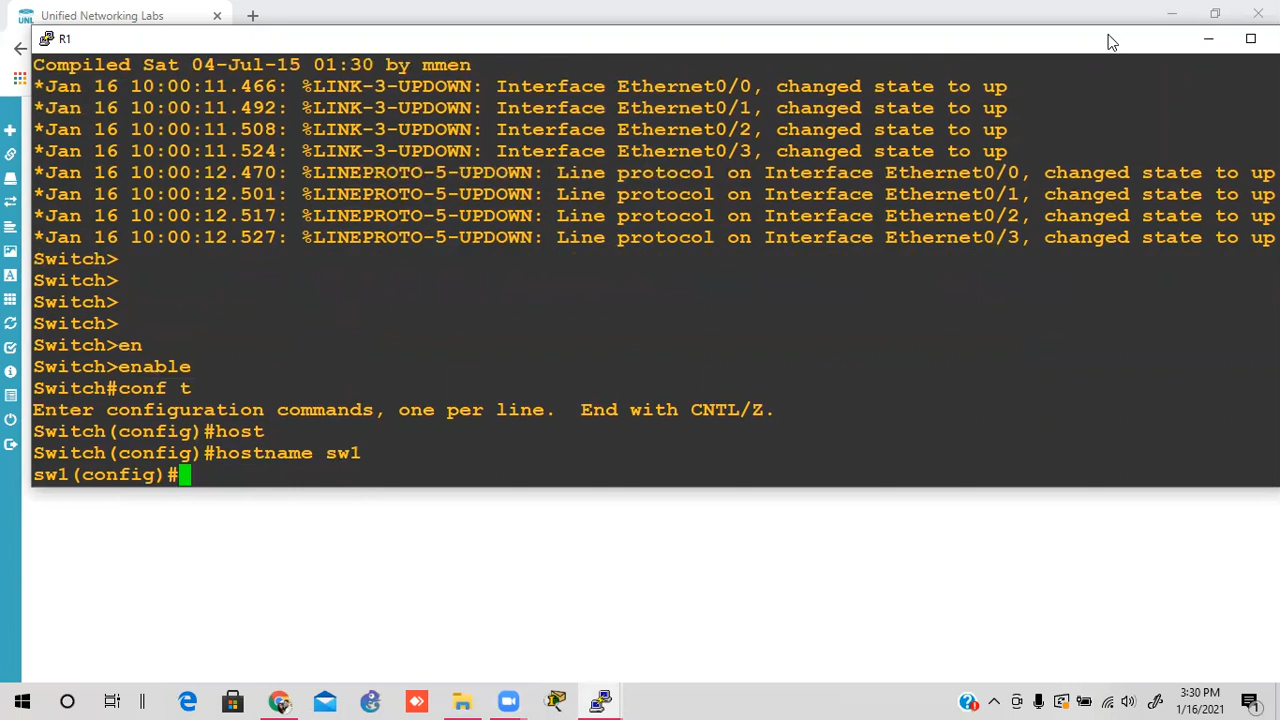 UNL Unified Networking Labs
R1
Compiled Sat 04-Jul-15 01:30 by mmen
*Jan 16 10:00:11.466: %LINK-3-UPDOWN: Interface Ethernet0/0, changed state to up
*Jan 16 10:00:11.492: %LINK-3-UPDOWN: Interface Ethernet0/1, changed state to up
*Jan 16 10:00:11.508: %LINK-3-UPDOWN: Interface Ethernet0/2, changed state to up
*Jan 16 10:00:11.524: %LINK-3-UPDOWN: Interface Ethernet0/3, changed state to up
*Jan 16 10:00:12.470: %LINEPROTO-5-UPDOWN: Line protocol on Interface Ethernet0/0, changed state to up
*Jan 16 10:00:12.501: %LINEPROTO-5-UPDOWN: Line protocol on Interface Ethernet0/1, changed state to up
*Jan 16 10:00:12.517: %LINEPROTO-5-UPDOWN: Line protocol on Interface Ethernet0/2, changed state to up
*Jan 16 10:00:12.527: %LINEPROTO-5-UPDOWN: Line protocol on Interface Ethernet0/3, changed state to up
Switch>
Switch>
Switch>
Switch>
Switch>en
Switch>enable
Switch#conf t
Enter configuration commands, one per line.  End with CNTL/Z.
Switch(config)#host
Switch(config)#hostname sw1
sw1(config)#
3:30 PM
1/16/2021